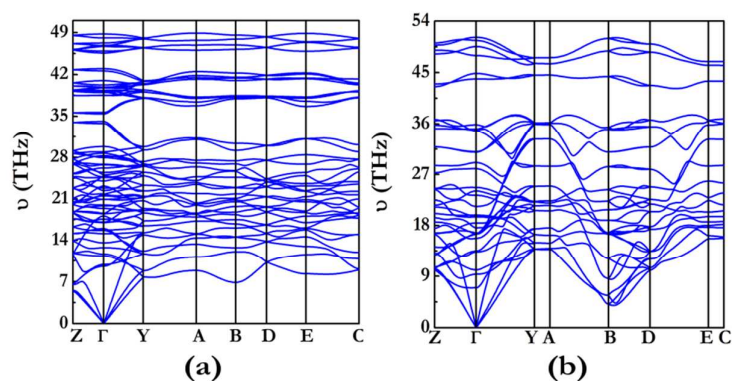 49
42
35
28
21
14
7
0
υ (THz)
Z Γ Y A B D E C
(a)
54
45
36
27
18
9
0
υ (THz)
Z Γ Y A B D E C
(b)